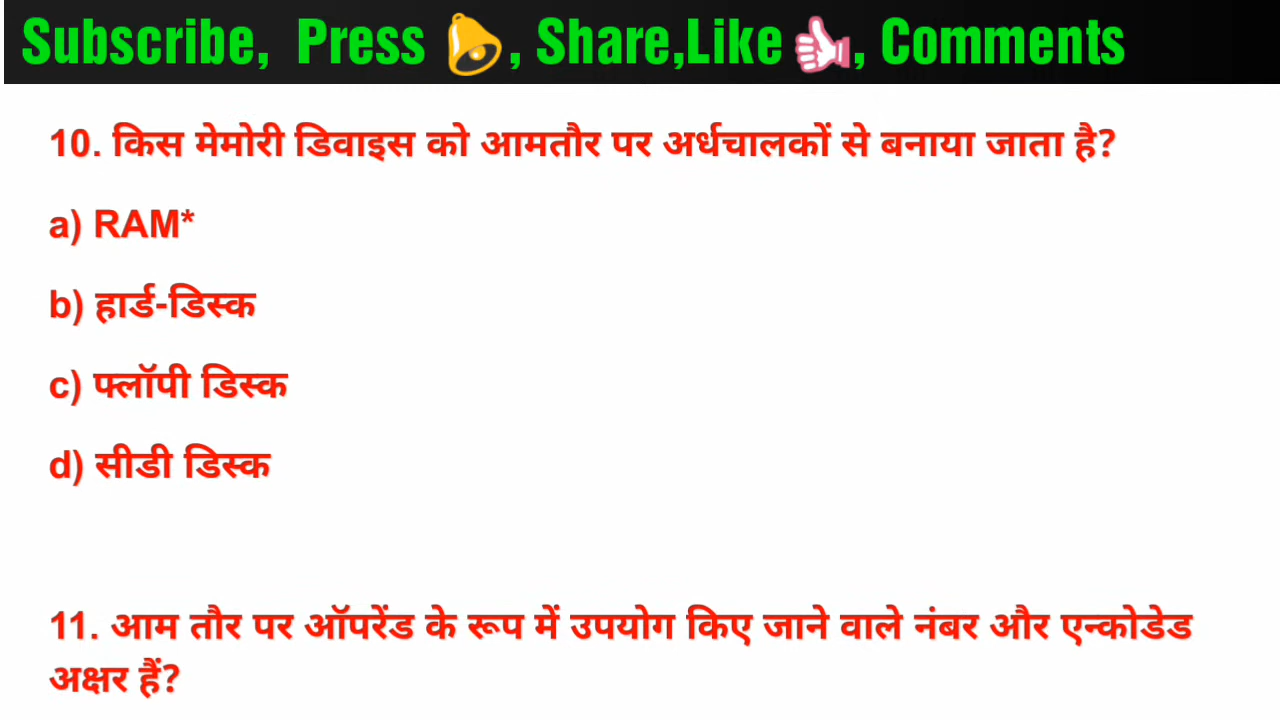 Subscribe, Press 🔔, Share,Like 👍, Comments
10. किस मेमोरी डिवाइस को आमतौर पर अर्धचालकों से बनाया जाता है?
a) RAM*
b) हार्ड-डिस्क
c) फ्लॉपी डिस्क
d) सीडी डिस्क
11. आम तौर पर ऑपरेंड के रूप में उपयोग किए जाने वाले नंबर और एन्कोडेड
अक्षर हैं?